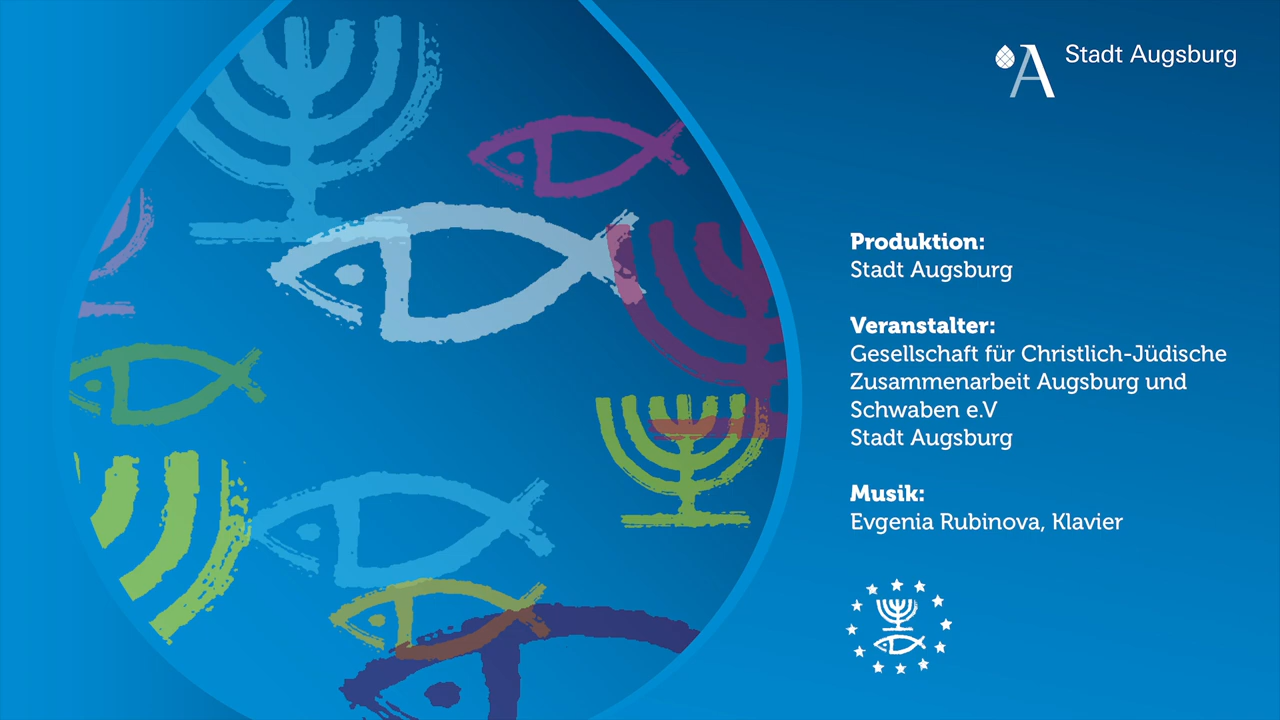 Stadt Augsburg
Produktion:
Stadt Augsburg
Veranstalter:
Gesellschaft für Christlich-Jüdische
Zusammenarbeit Augsburg und
Schwaben e.V
Stadt Augsburg
Musik:
Evgenia Rubinova, Klavier